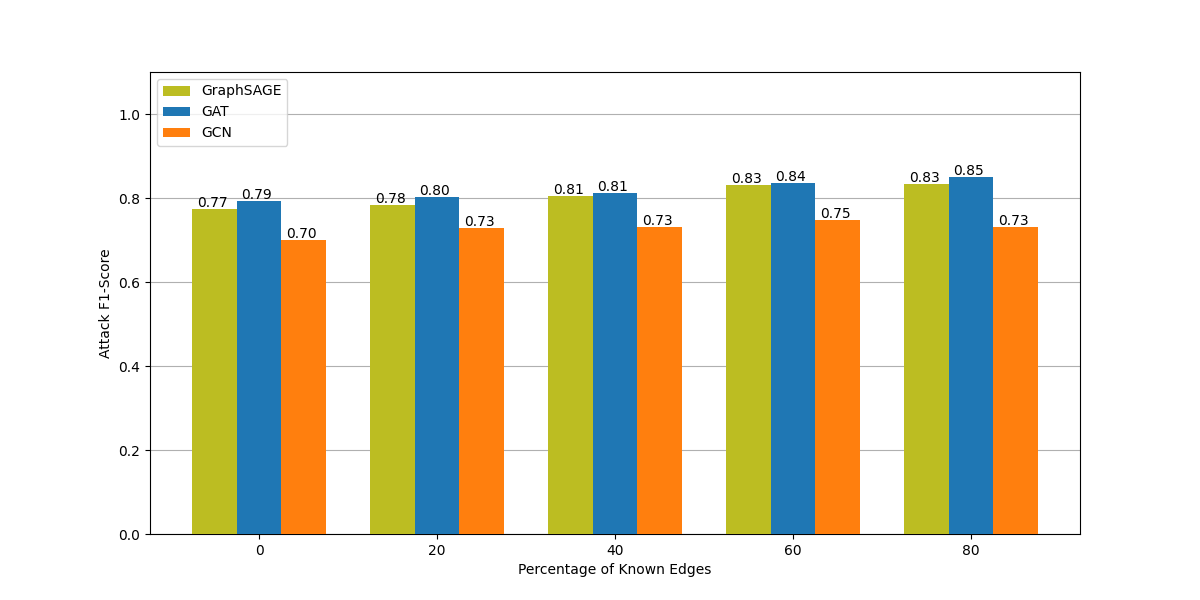 GraphSAGE
GAT
GCN
Attack F1-Score
1.0
0.8
0.6
0.4
0.2
0.0
0.77 0.79 0.70
0.78 0.80 0.73
0.81 0.81 0.73
0.83 0.84 0.75
0.83 0.85 0.73
0 20 40 60 80
Percentage of Known Edges